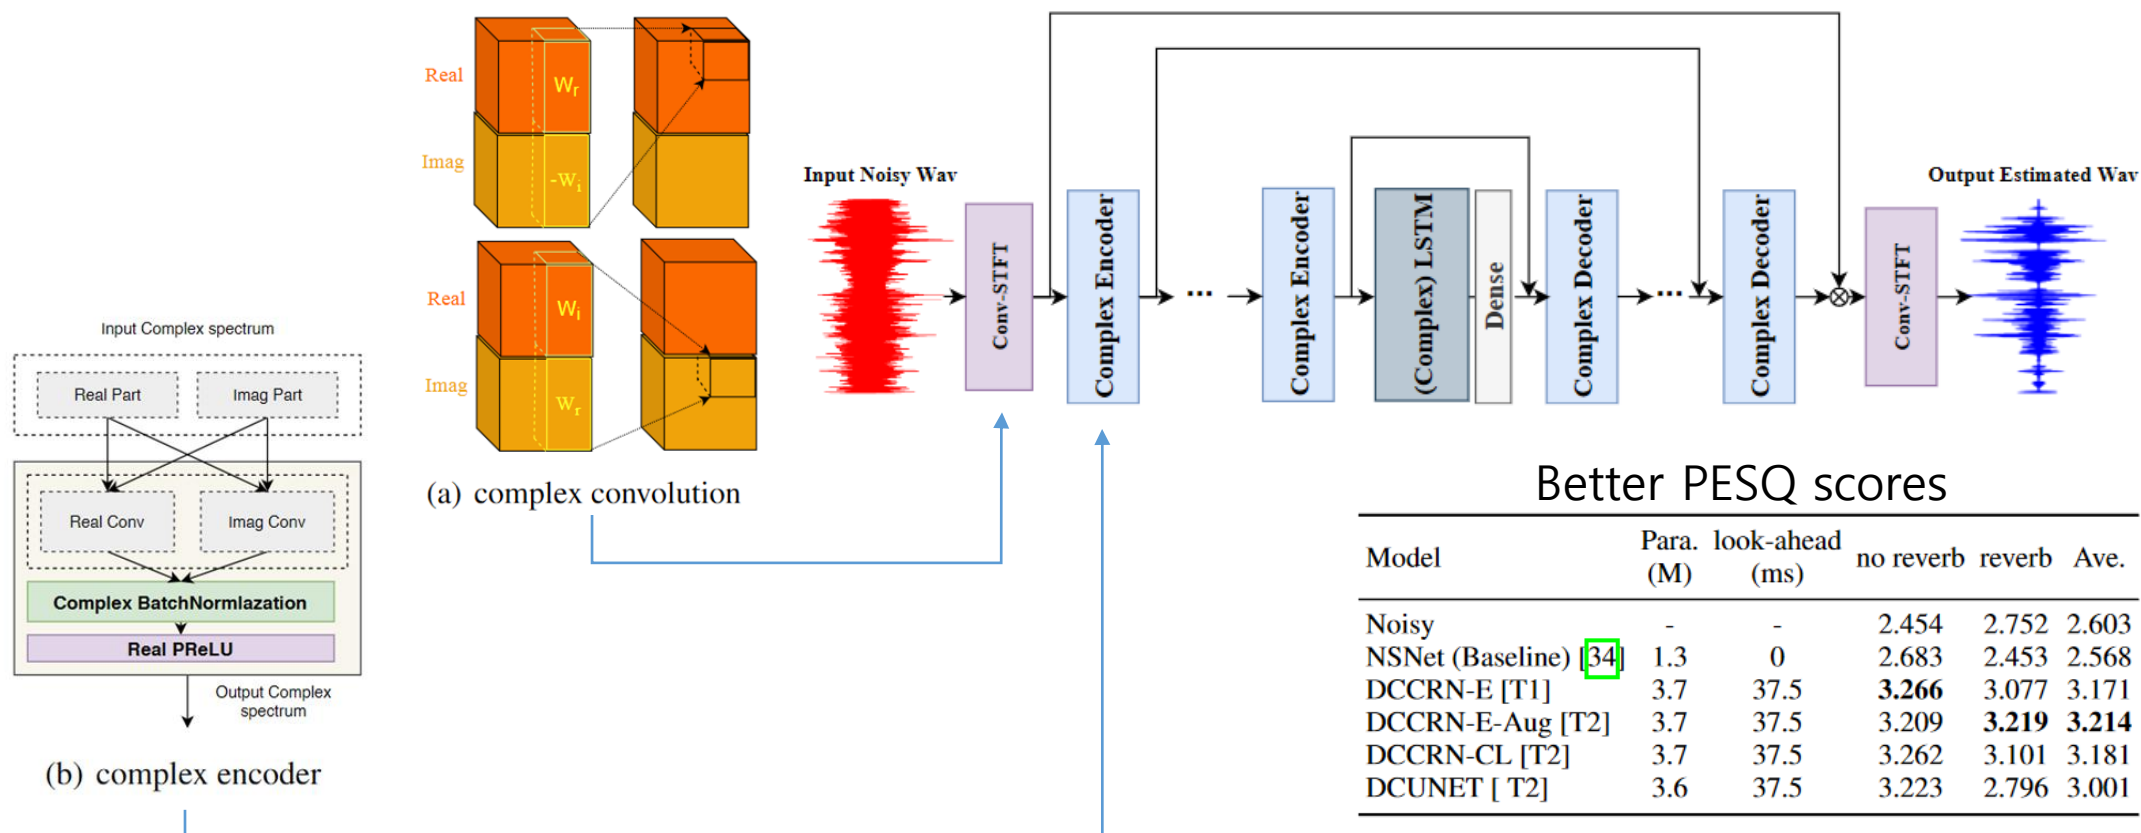 Real
Wr
Imag
-Wi
Real
Wi
Imag
Wr
(a) complex convolution
Input Complex spectrum
Real Part
Imag Part
Real Conv
Imag Conv
Complex BatchNormlazation
Real PReLU
Output Complex
spectrum
(b) complex encoder
Input Noisy Wav
Conv-STFT
Complex Encoder
...
Complex Encoder
(Complex) LSTM
Dense
Complex Decoder
...
Complex Decoder
Conv-STFT
Output Estimated Wav
Better PESQ scores
Model Para. (M) look-ahead (ms) no reverb reverb Ave.
Noisy - - 2.454 2.752 2.603
NSNet (Baseline) [34] 1.3 0 2.683 2.453 2.568
DCCRN-E [T1] 3.7 37.5 3.266 3.077 3.171
DCCRN-E-Aug [T2] 3.7 37.5 3.209 3.219 3.214
DCCRN-CL [T2] 3.7 37.5 3.262 3.101 3.181
DCUNET [ T2] 3.6 37.5 3.223 2.796 3.001